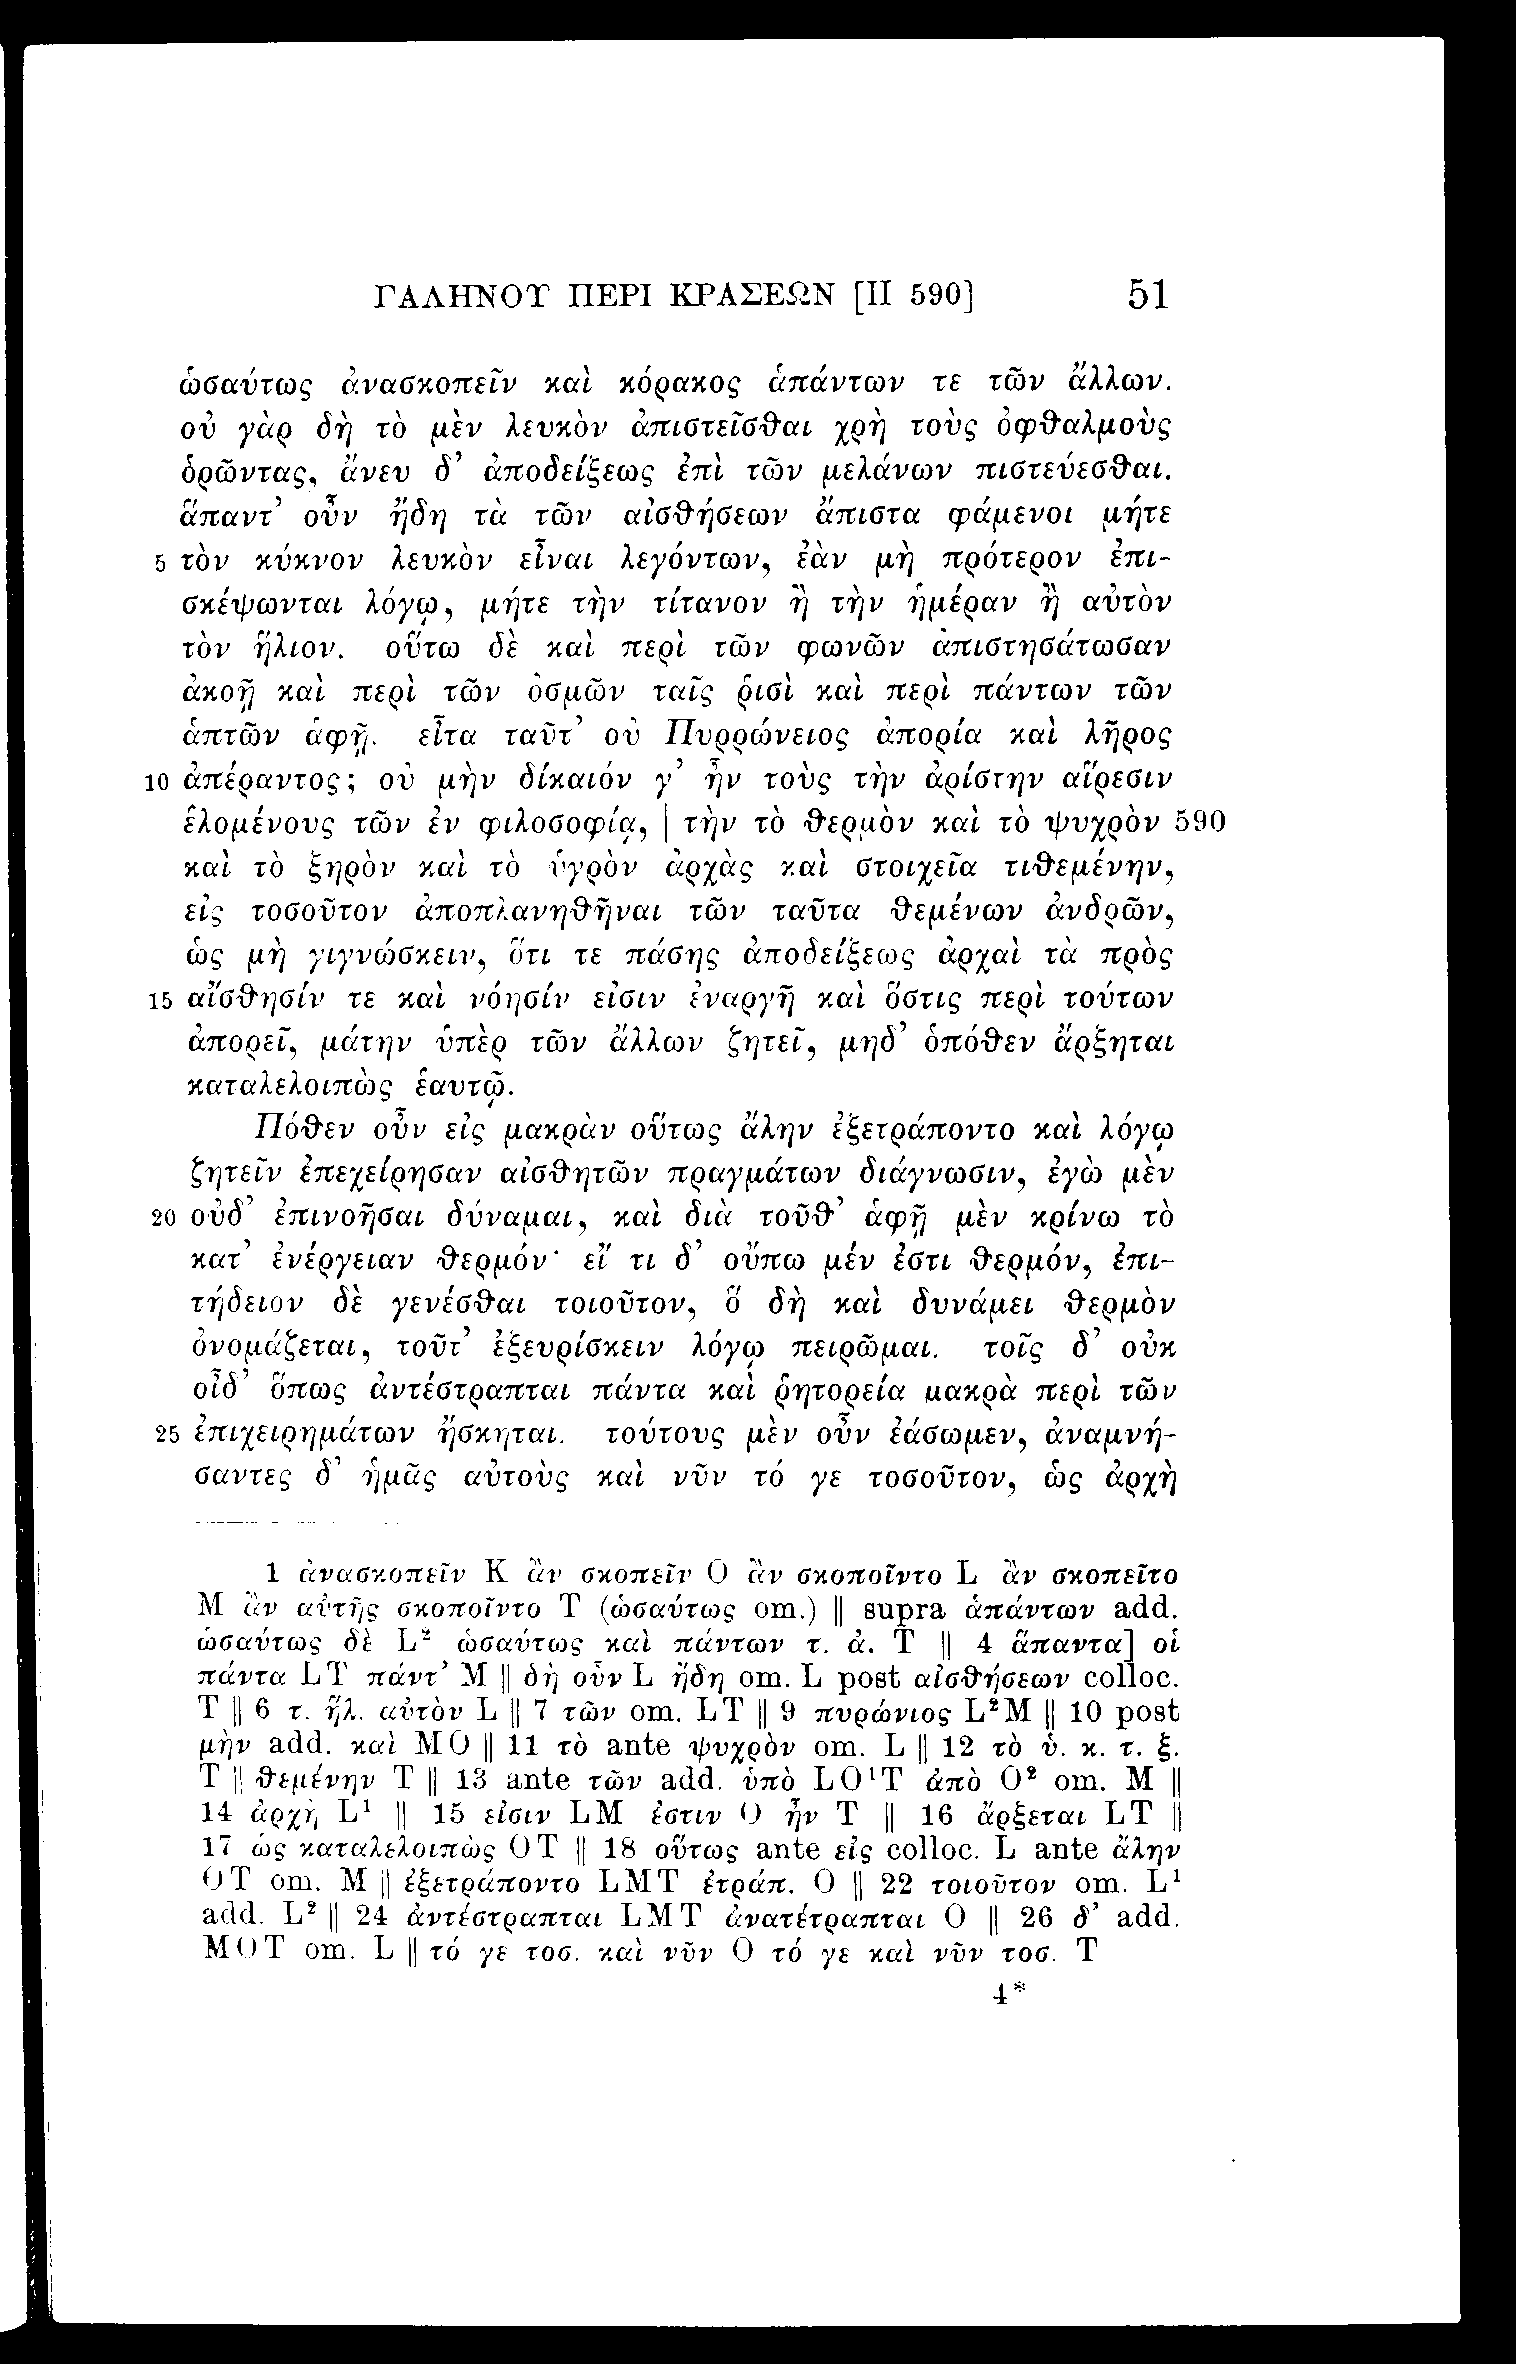 ΓΑΛΗΝΟΥ ΠΕΡΙ ΚΡΑΣΕΩΝ [II 590] 51
ὡσαύτως ἀνασκοπεῖν καὶ κόρακος ἁπάντων τε τῶν ἄλλων.
οὐ γὰρ δὴ τὸ μὲν λευκὸν ἀπιστεῖσθαι χρὴ τοὺς ὀφθαλμοὺς
ὁρῶντας, ἄνευ δ’ ἀποδείξεως ἐπὶ τῶν μελάνων πιστεύεσθαι.
ἅπαντ’ οὖν ἤδη τὰ τῶν αἰσθήσεων ἄπιστα φάμενοι μήτε
5 τὸν κύκνον λευκὸν εἶναι λεγόντων, ἐὰν μὴ πρότερον ἐπι-
σκέψωνται λόγῳ, μήτε τὴν τίτανον ἢ τὴν ἡμέραν ἢ αὐτὸν
τὸν ἥλιον. οὕτω δὲ καὶ περὶ τῶν φωνῶν ἀπιστησάτωσαν
ἀκοῇ καὶ περὶ τῶν ὀσμῶν ταῖς ῥισὶ καὶ περὶ πάντων τῶν
ἁπτῶν ἁφῇ. εἶτα ταῦτ’ οὐ Πυρρώνειος ἀπορία καὶ λῆρος
10 ἀπέραντος; οὐ μὴν δίκαιόν γ’ ἦν τοὺς τὴν ἀρίστην αἵρεσιν
ἑλομένους τῶν ἐν φιλοσοφίᾳ, | τὴν τὸ θερμὸν καὶ τὸ ψυχρὸν 590
καὶ τὸ ξηρὸν καὶ τὸ ὑγρὸν ἀρχὰς καὶ στοιχεῖα τιθεμένην,
εἰς τοσοῦτον ἀποπλανηθῆναι τῶν ταῦτα θεμένων ἀνδρῶν,
ὡς μὴ γιγνώσκειν, ὅτι τε πάσης ἀποδείξεως ἀρχαὶ τὰ πρὸς
15 αἴσθησίν τε καὶ νόησίν εἰσιν ἐναργῆ καὶ ὅστις περὶ τούτων
ἀπορεῖ, μάτην ὑπὲρ τῶν ἄλλων ζητεῖ, μηδ’ ὁπόθεν ἄρξηται
καταλελοιπὼς ἑαυτῷ.
Πόθεν οὖν εἰς μακρὰν οὕτως ἄλην ἐξετράποντο καὶ λόγῳ
ζητεῖν ἐπεχείρησαν αἰσθητῶν πραγμάτων διάγνωσιν, ἐγὼ μὲν
20 οὐδ’ ἐπινοῆσαι δύναμαι, καὶ διὰ τοῦθ’ ἁφῇ μὲν κρίνω τὸ
κατ’ ἐνέργειαν θερμόν· εἴ τι δ’ οὔπω μέν ἐστι θερμόν, ἐπι-
τήδειον δὲ γενέσθαι τοιοῦτον, ὃ δὴ καὶ δυνάμει θερμὸν
ὀνομάζεται, τοῦτ’ ἐξευρίσκειν λόγῳ πειρῶμαι. τοῖς δ’ οὐκ
οἶδ’ ὅπως ἀντέστραπται πάντα καὶ ῥητορεία μακρὰ περὶ τῶν
25 ἐπιχειρημάτων ἤσκηται. τούτους μὲν οὖν ἐάσωμεν, ἀναμνή-
σαντες δ’ ἡμᾶς αὐτοὺς καὶ νῦν τό γε τοσοῦτον, ὡς ἀρχὴ
1 ἀνασκοπεῖν K ἂν σκοπεῖν O ἂν σκοποῖντο L ἂν σκοπεῖτο
M ἂν αὐτῆς σκοποῖντο T (ὡσαύτως om.) || supra ἁπάντων add.
ὡσαύτως δὲ L² ὡσαύτως καὶ πάντων τ. ἀ. T || 4 ἅπαντα] οἱ
πάντα LT πάντ’ M || δὴ οὖν L ἤδη om. L post αἰσθήσεων colloc.
T || 6 τ. ἥλ. αὐτὸν L || 7 τῶν om. LT || 9 πυρώνιος L²M || 10 post
μὴν add. καὶ MO || 11 τὸ ante ψυχρὸν om. L || 12 τὸ ὑ. κ. τ. ξ.
T || θεμένην T || 13 ante τῶν add. ὑπὸ LO¹T ἀπὸ O² om. M ||
14 ἀρχὴ L¹ || 15 εἰσιν LM ἐστιν O ἦν T || 16 ἄρξεται LT ||
17 ὡς καταλελοιπὼς OT || 18 οὕτως ante εἰς colloc. L ante ἄλην
OT om. M || ἐξετράποντο LMT ἐτράπ. O || 22 τοιοῦτον om. L¹
add. L² || 24 ἀντέστραπται LMT ἀνατέτραπται O || 26 δ’ add.
MOT om. L || τό γε τοσ. καὶ νῦν O τό γε καὶ νῦν τοσ. T
4*